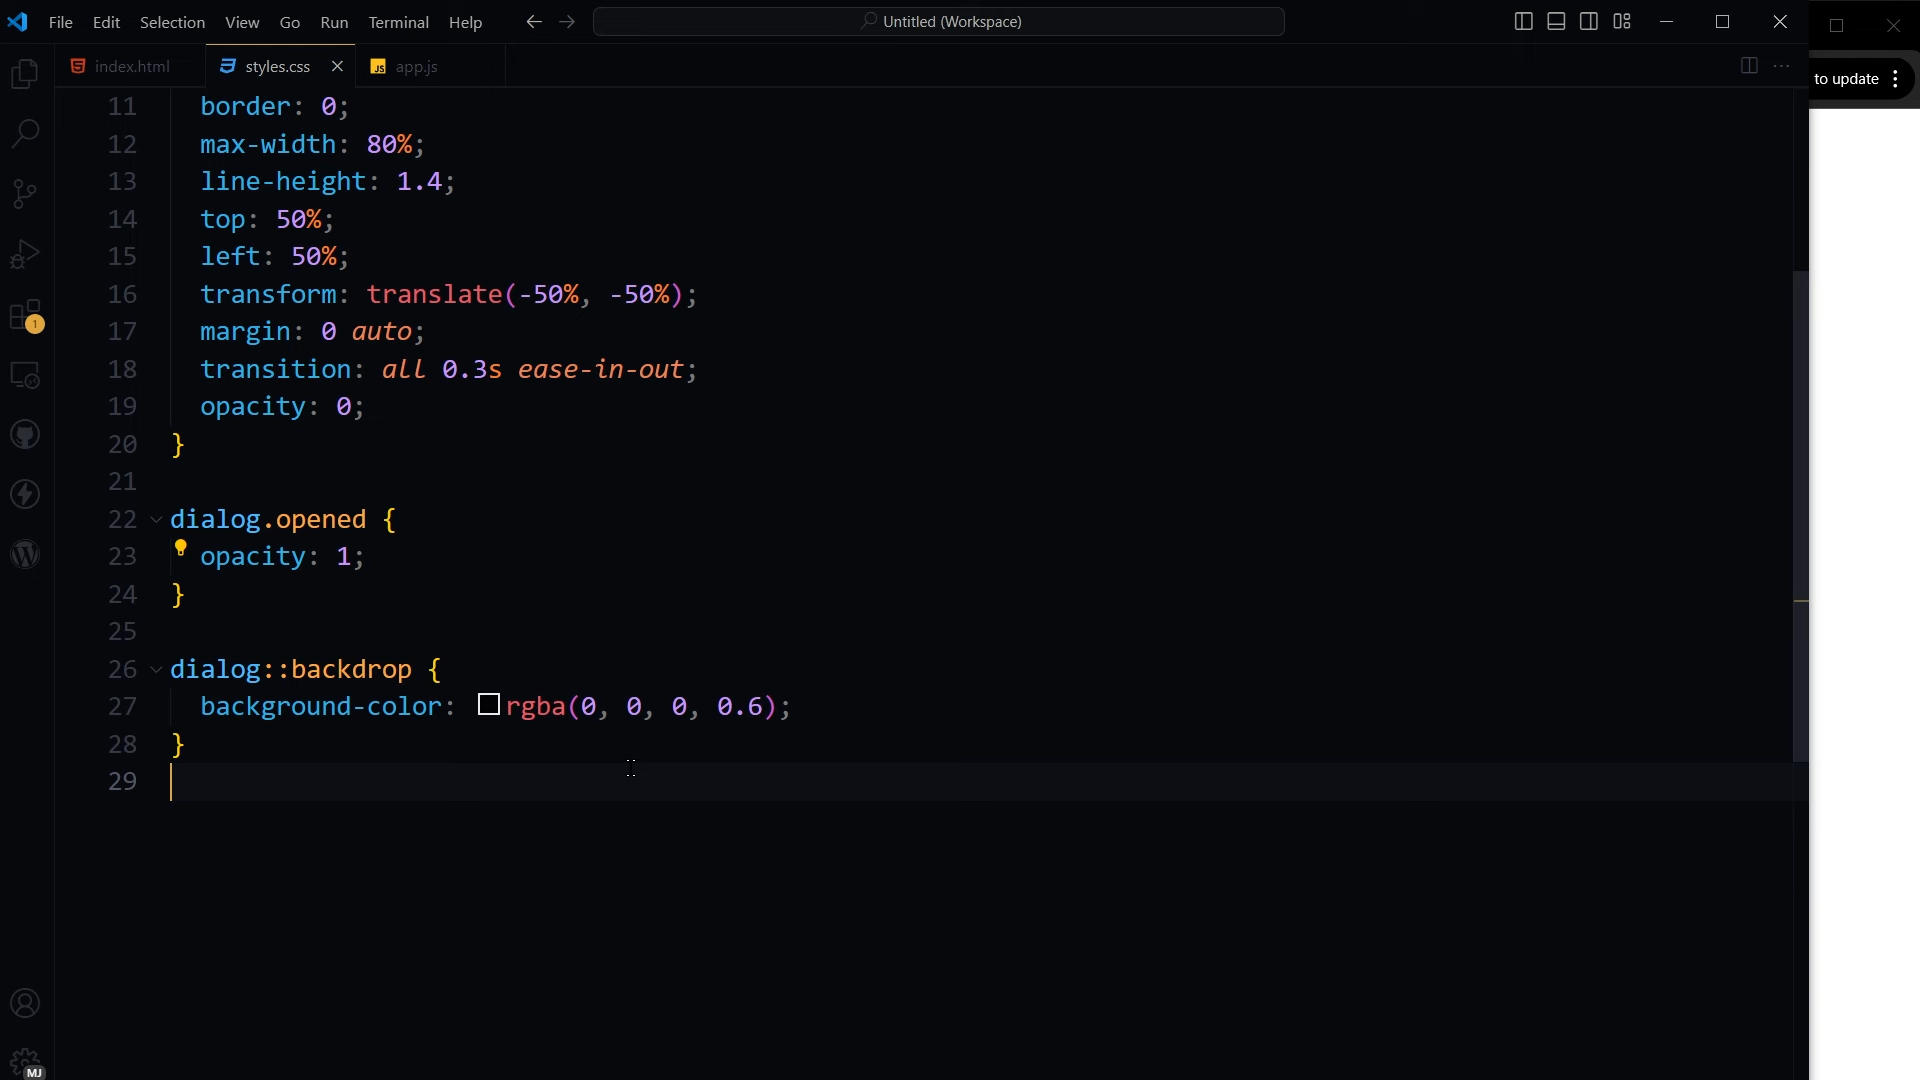 File Edit Selection View Go Run Terminal Help Untitled (Workspace)
index.html styles.css JS app.js
to update
11 border: 0;
12 max-width: 80%;
13 line-height: 1.4;
14 top: 50%;
15 left: 50%;
16 transform: translate(-50%, -50%);
17 margin: 0 auto;
18 transition: all 0.3s ease-in-out;
19 opacity: 0;
20 }
21
22 dialog.opened {
23 opacity: 1;
24 }
25
26 dialog::backdrop {
27 background-color: rgba(0, 0, 0, 0.6);
28 }
29
1
MJ